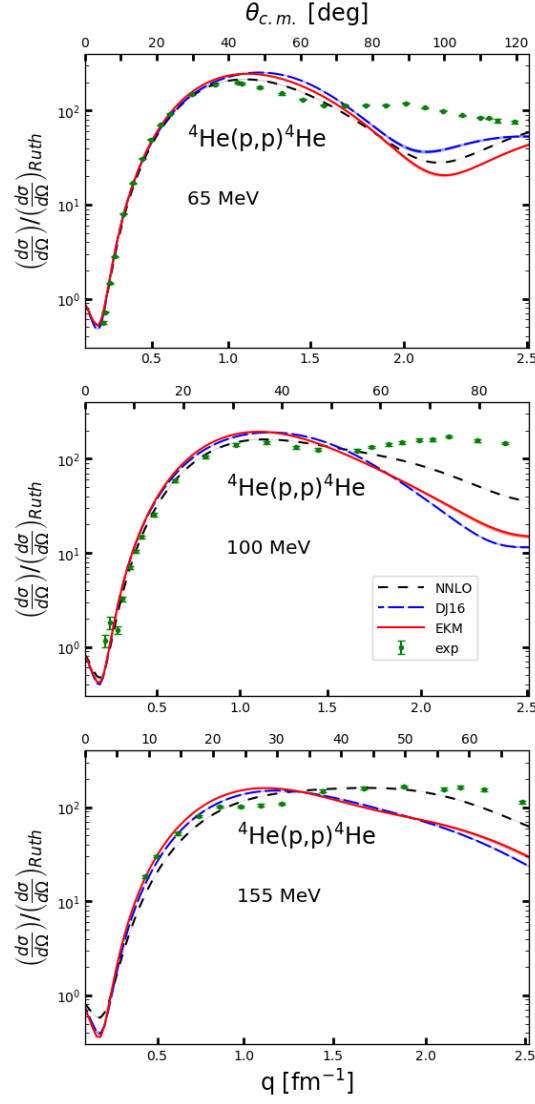 θc.m. [deg]
0 20 40 60 80 100 120
10² 10¹ 10⁰
(dσ/dΩ)/(dσ/dΩ)Ruth
⁴He(p,p)⁴He
65 MeV
0.5 1.0 1.5 2.0 2.5
0 20 40 60 80
10² 10¹ 10⁰
(dσ/dΩ)/(dσ/dΩ)Ruth
⁴He(p,p)⁴He
100 MeV
NNLO
DJ16
EKM
exp
0.5 1.0 1.5 2.0 2.5
0 10 20 30 40 50 60
10² 10¹ 10⁰
(dσ/dΩ)/(dσ/dΩ)Ruth
⁴He(p,p)⁴He
155 MeV
0.5 1.0 1.5 2.0 2.5
q [fm⁻¹]